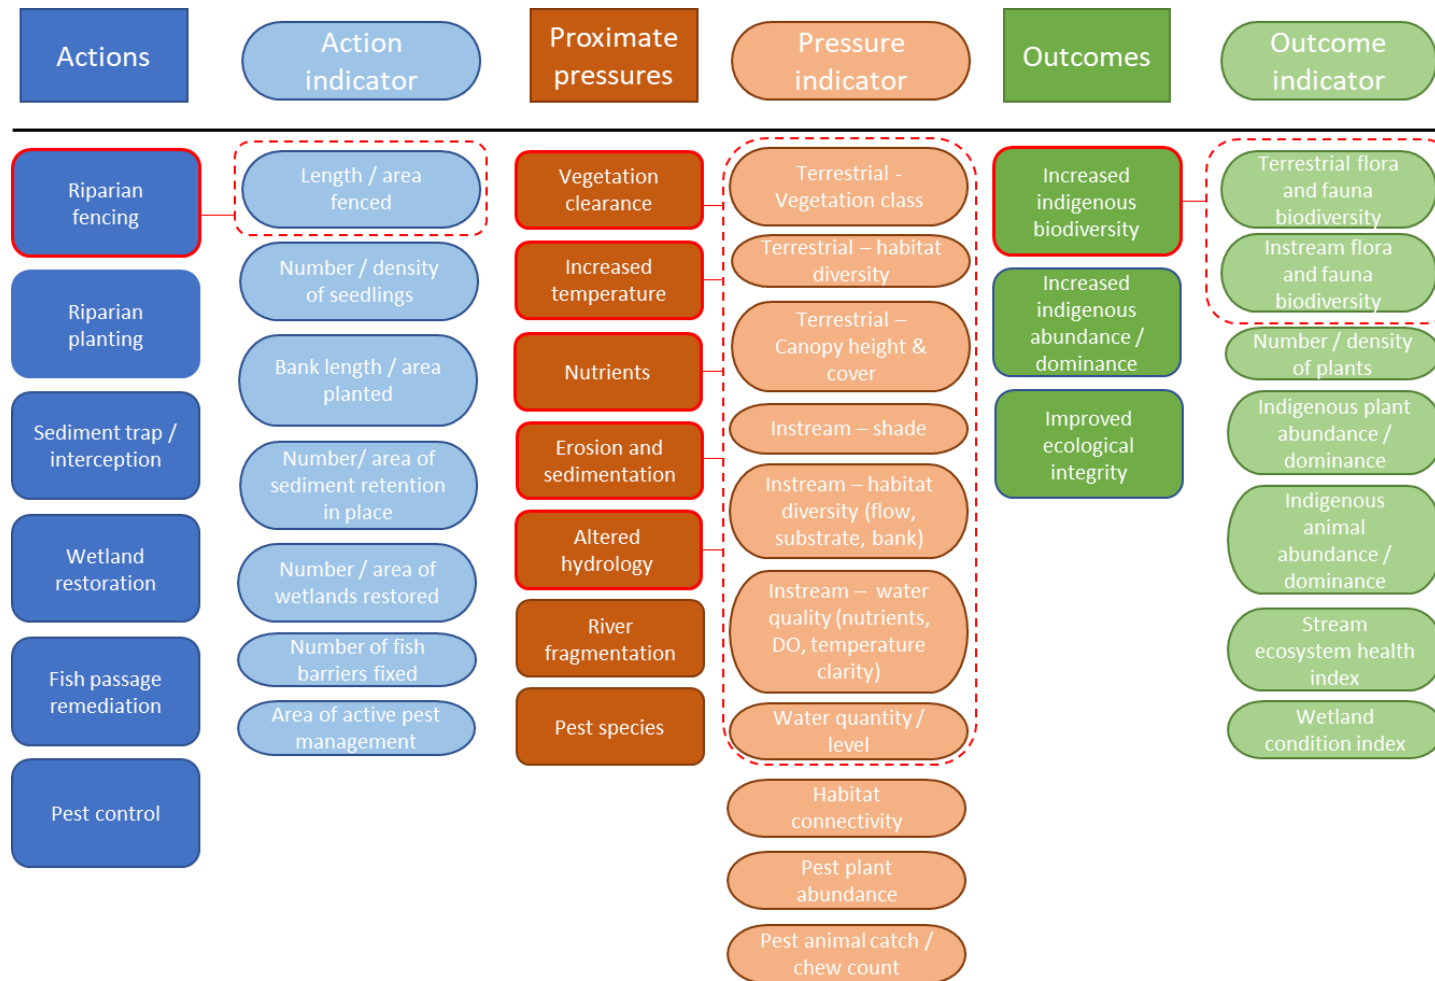 Actions
Action
indicator
Proximate
pressures
Pressure
indicator
Outcomes
Outcome
indicator
Riparian
fencing
Riparian
planting
Sediment trap /
interception
Wetland
restoration
Fish passage
remediation
Pest control
Length / area
fenced
Number / density
of seedlings
Bank length / area
planted
Number/ area of
sediment retention
in place
Number / area of
wetlands restored
Number of fish
barriers fixed
Area of active pest
management
Vegetation
clearance
Increased
temperature
Nutrients
Erosion and
sedimentation
Altered
hydrology
River
fragmentation
Pest species
Terrestrial -
Vegetation class
Terrestrial – habitat
diversity
Terrestrial –
Canopy height &
cover
Instream – shade
Instream – habitat
diversity (flow,
substrate, bank)
Instream – water
quality (nutrients,
DO, temperature
clarity)
Water quantity /
level
Habitat
connectivity
Pest plant
abundance
Pest animal catch /
chew count
Increased
indigenous
biodiversity
Increased
indigenous
abundance /
dominance
Improved
ecological
integrity
Terrestrial flora
and fauna
biodiversity
Instream flora
and fauna
biodiversity
Number / density
of plants
Indigenous plant
abundance /
dominance
Indigenous
animal
abundance /
dominance
Stream
ecosystem health
index
Wetland
condition index